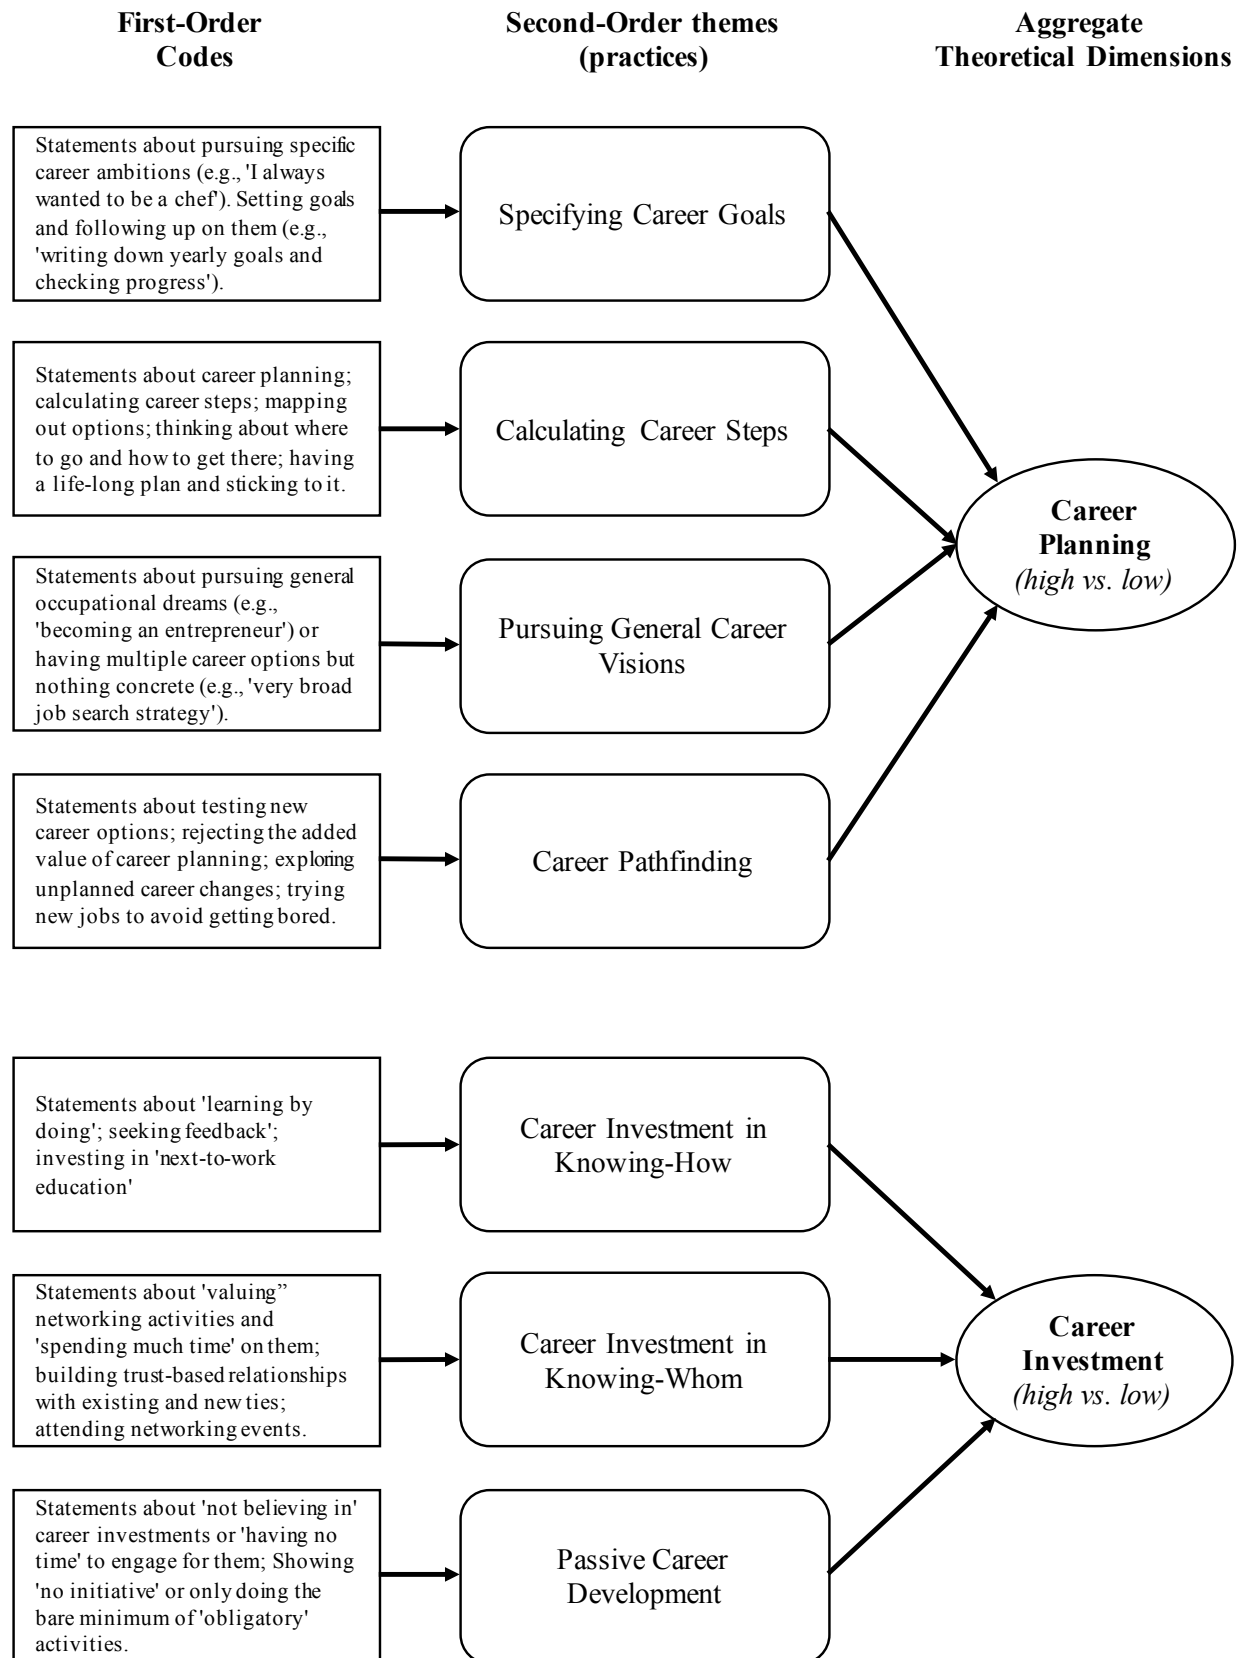 First-Order
Codes
Second-Order themes
(practices)
Aggregate
Theoretical Dimensions
Statements about pursuing specific
career ambitions (e.g., 'I always
wanted to be a chef'). Setting goals
and following up on them (e.g.,
'writing down yearly goals and
checking progress').
Specifying Career Goals
Statements about career planning;
calculating career steps; mapping
out options; thinking about where
to go and how to get there; having
a life-long plan and sticking to it.
Calculating Career Steps
Career
Planning
(high vs. low)
Statements about pursuing general
occupational dreams (e.g.,
'becoming an entrepreneur') or
having multiple career options but
nothing concrete (e.g., 'very broad
job search strategy').
Pursuing General Career
Visions
Statements about testing new
career options; rejecting the added
value of career planning; exploring
unplanned career changes; trying
new jobs to avoid getting bored.
Career Pathfinding
Statements about 'learning by
doing'; seeking feedback';
investing in 'next-to-work
education'
Career Investment in
Knowing-How
Statements about 'valuing”
networking activities and
'spending much time' on them;
building trust-based relationships
with existing and new ties;
attending networking events.
Career Investment in
Knowing-Whom
Career
Investment
(high vs. low)
Statements about 'not believing in'
career investments or 'having no
time' to engage for them; Showing
'no initiative' or only doing the
bare minimum of 'obligatory'
activities.
Passive Career
Development